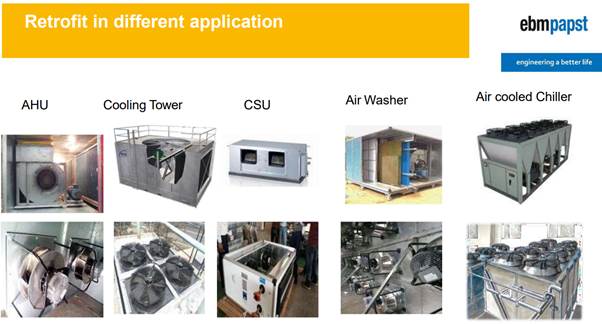 Retrofit in different application
ebmpapst
engineering a better life
AHU
Cooling Tower
CSU
Air Washer
Air cooled Chiller